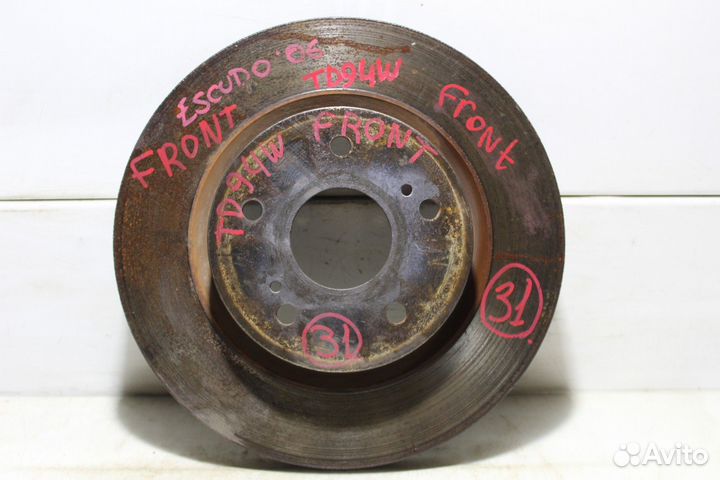 ESCUDO '06
TD94W
FRONT
FRONT
TD94W FRONT
31
31
Avito